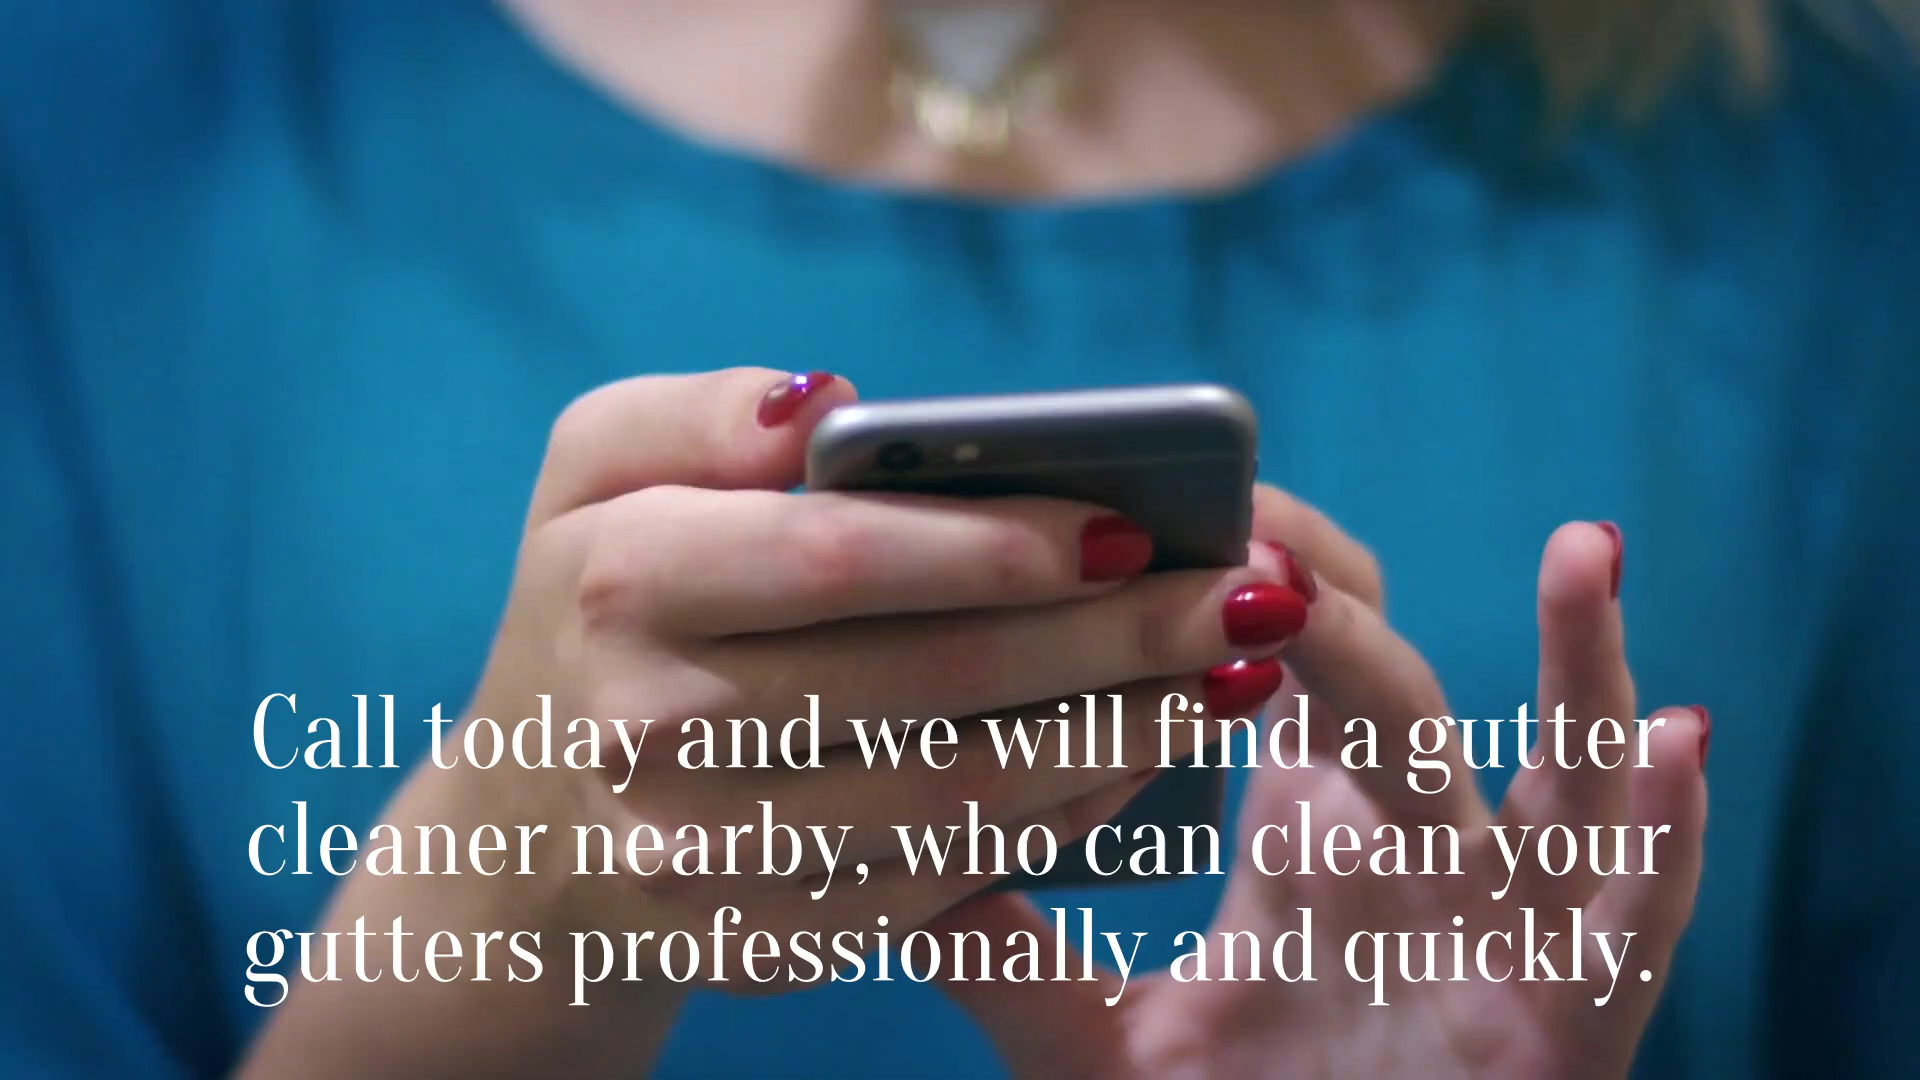 Call today and we will find a gutter
cleaner nearby, who can clean your
gutters professionally and quickly.